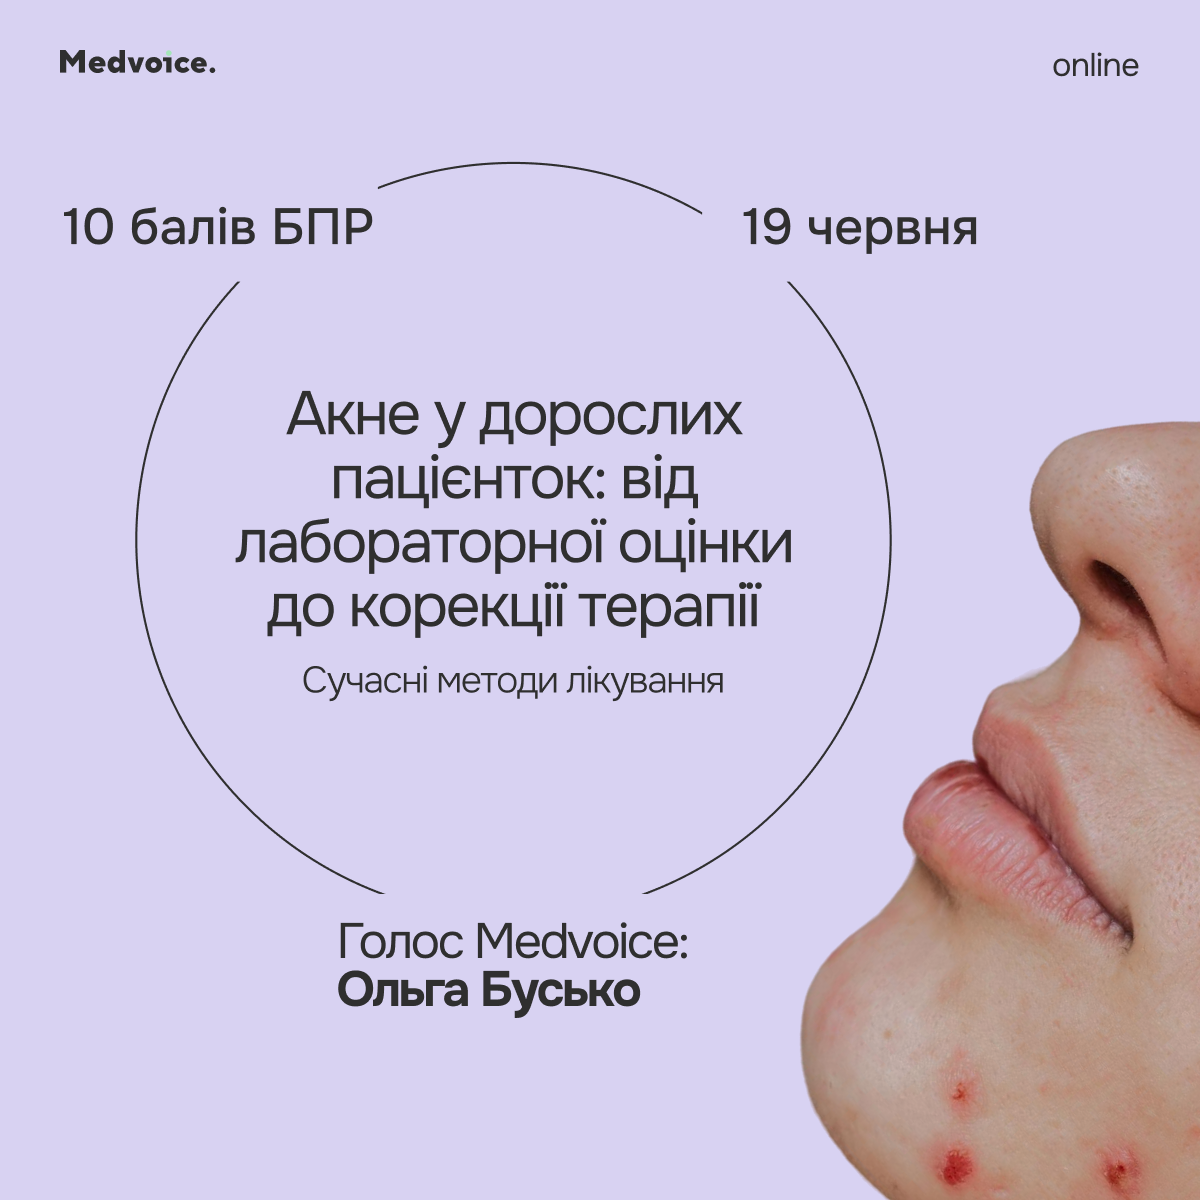 Medvoice.
online
10 балів БПР
19 червня
Акне у дорослих
пацієнток: від
лабораторної оцінки
до корекції терапії
Сучасні методи лікування
Голос Medvoice:
Ольга Бусько